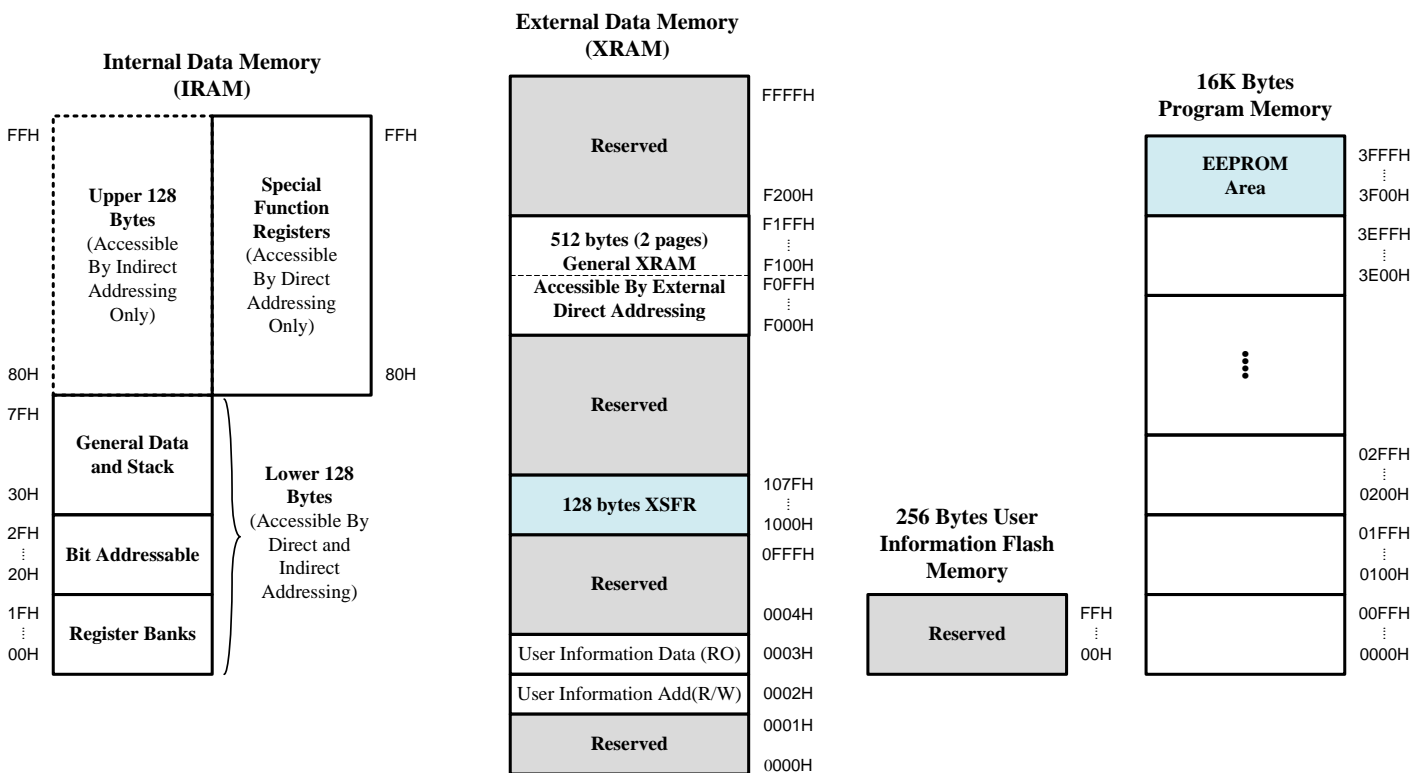 Internal Data Memory
(IRAM)
FFH
FFH
Upper 128
Bytes
(Accessible
By Indirect
Addressing
Only)
Special
Function
Registers
(Accessible
By Direct
Addressing
Only)
80H
80H
7FH
General Data
and Stack
30H
2FH
Bit Addressable
20H
1FH
Register Banks
00H
Lower 128
Bytes
(Accessible By
Direct and
Indirect
Addressing)
External Data Memory
(XRAM)
FFFFH
Reserved
F200H
F1FFH
512 bytes (2 pages)
General XRAM
F100H
F0FFH
Accessible By External
Direct Addressing
F000H
Reserved
107FH
128 bytes XSFR
1000H
0FFFH
Reserved
0004H
User Information Data (RO)
0003H
User Information Add(R/W)
0002H
0001H
Reserved
0000H
256 Bytes User
Information Flash
Memory
Reserved
FFH
00H
16K Bytes
Program Memory
EEPROM
Area
3FFFH
3F00H
3EFFH
3E00H
02FFH
0200H
01FFH
0100H
00FFH
0000H